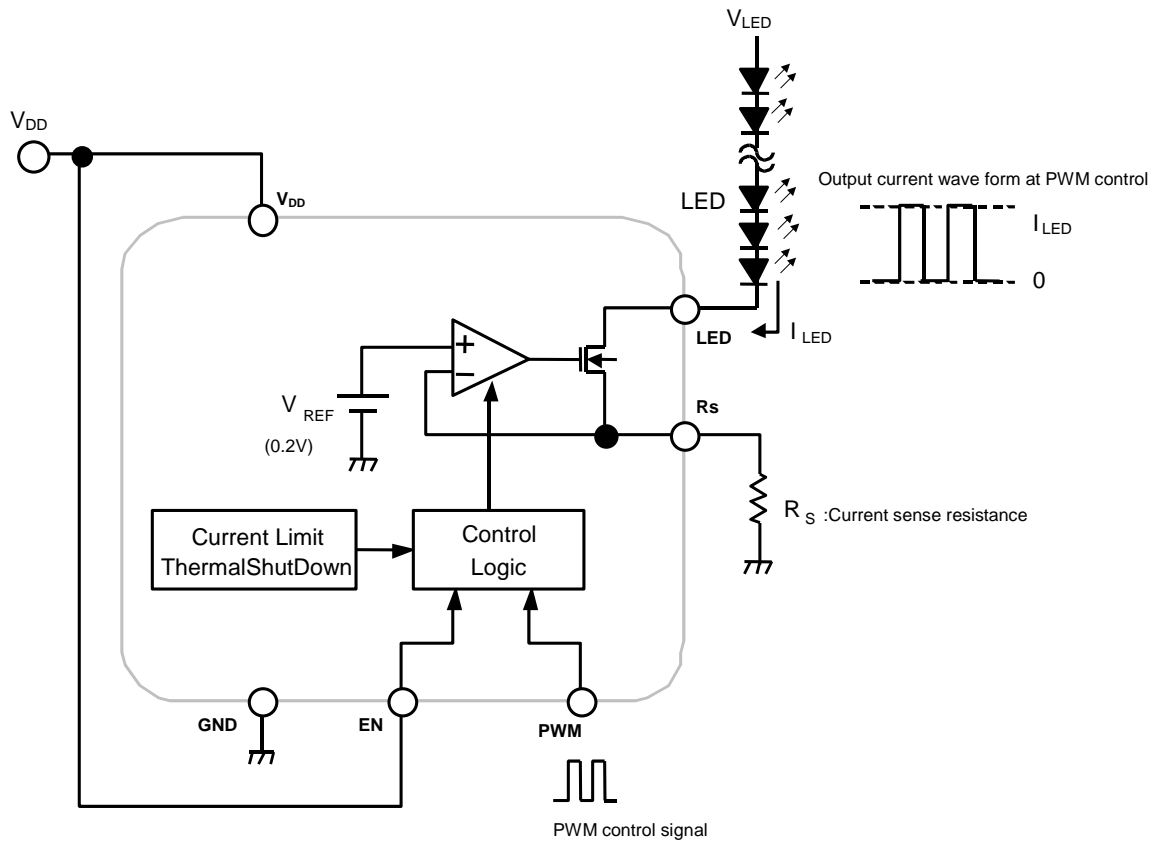 VLED
VDD
VDD
LED
Output current wave form at PWM control
ILED
0
LED
ILED
+
−
VREF
(0.2V)
Rs
RS :Current sense resistance
Current Limit
ThermalShutDown
Control
Logic
GND
EN
PWM
PWM control signal